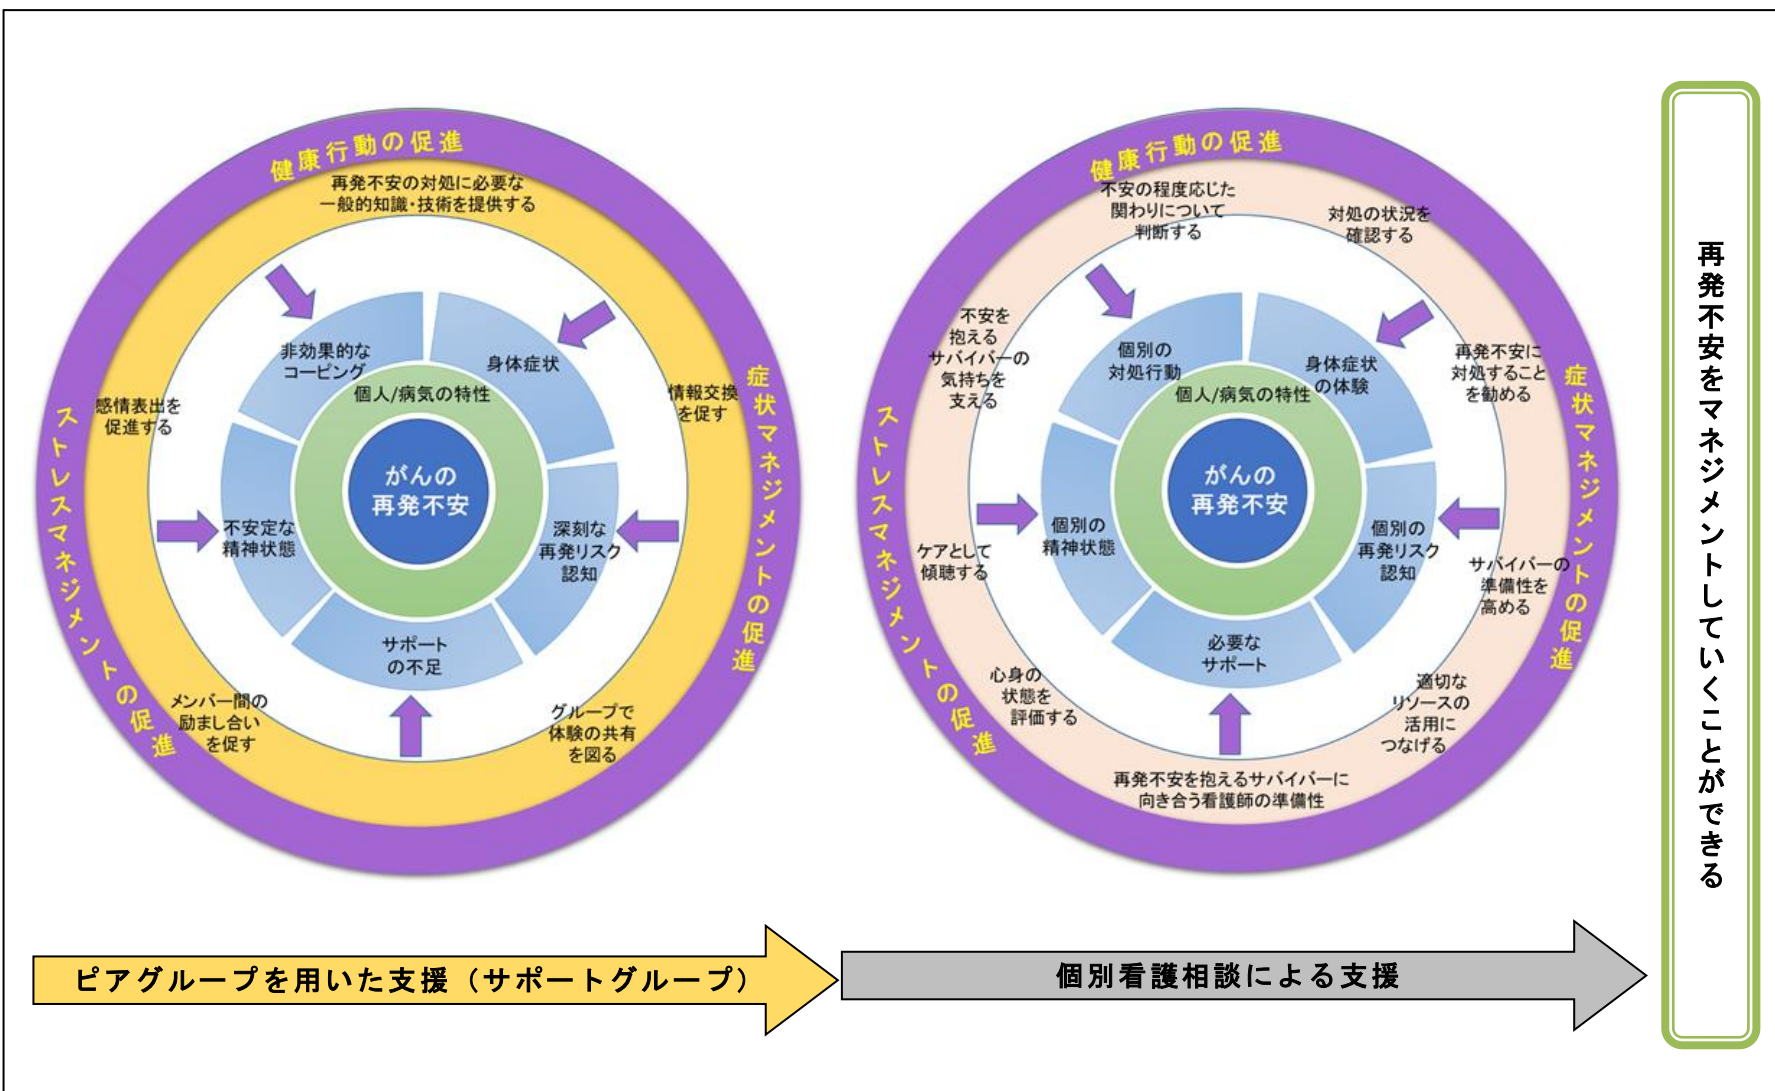 健康行動の促進
再発不安の対処に必要な
一般的知識・技術を提供する
非効果的な
コーピング
身体症状
個人/病気の特性
感情表出を
促進する
情報交換
を促す
症状マネジメントの促進
ストレスマネジメントの促進
がんの
再発不安
不安定な
精神状態
深刻な
再発リスク
認知
サポート
の不足
メンバー間の
励まし合い
を促す
グループで
体験の共有
を図る
健康行動の促進
不安の程度応じた
関わりについて
判断する
対処の状況を
確認する
不安を
抱える
サバイバーの
気持ちを
支える
個別の
対処行動
身体症状
の体験
再発不安に
対処すること
を勧める
個人/病気の特性
症状マネジメントの促進
ストレスマネジメントの促進
がんの
再発不安
ケアとして
傾聴する
個別の
精神状態
個別の
再発リスク
認知
サバイバーの
準備性を
高める
必要な
サポート
心身の
状態を
評価する
適切な
リソースの
活用に
つなげる
再発不安を抱えるサバイバーに
向き合う看護師の準備性
再発不安をマネジメントしていくことができる
ピアグループを用いた支援（サポートグループ）
個別看護相談による支援